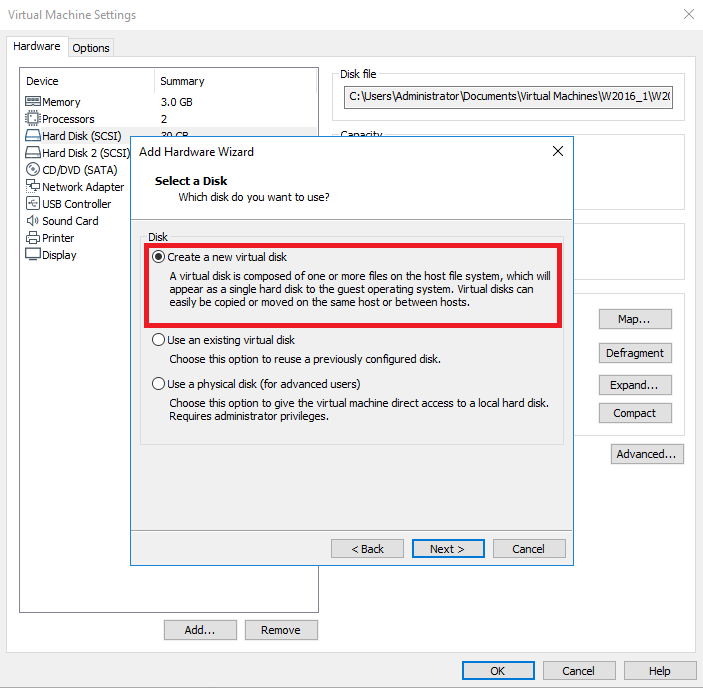 Virtual Machine Settings
Hardware Options
Device Summary
Memory 3.0 GB
Processors 2
Hard Disk (SCSI) 30 GB
Hard Disk 2 (SCSI)
CD/DVD (SATA)
Network Adapter
USB Controller
Sound Card
Printer
Display
Add... Remove
Disk file
C:\Users\Administrator\Documents\Virtual Machines\W2016_1\W20
Capacity
Map...
Defragment
Expand...
Compact
Advanced...
Add Hardware Wizard
Select a Disk
Which disk do you want to use?
Disk
Create a new virtual disk
A virtual disk is composed of one or more files on the host file system, which will
appear as a single hard disk to the guest operating system. Virtual disks can
easily be copied or moved on the same host or between hosts.
Use an existing virtual disk
Choose this option to reuse a previously configured disk.
Use a physical disk (for advanced users)
Choose this option to give the virtual machine direct access to a local hard disk.
Requires administrator privileges.
< Back Next > Cancel
OK Cancel Help